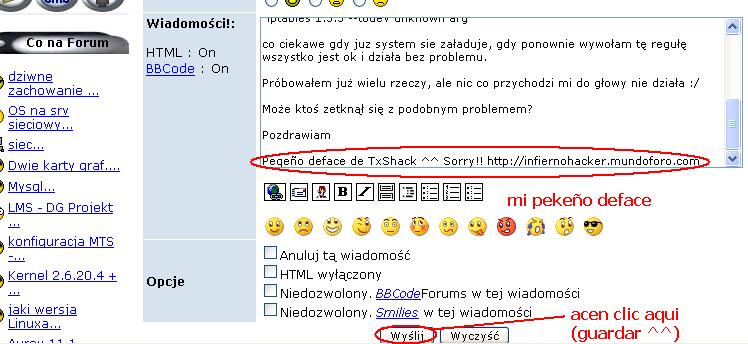 Co na Forum
dziwne
zachowanie ...
OS na srv
sieciowy...
siec...
Dwie karty graf....
Mysql...
LMS - DG Projekt
...
konfiguracja MTS
-...
Kernel 2.6.20.4 +
...
jaki wersja
Linuxa...
Aurox 11.1
Wiadomości!:
HTML : On
BBCode : On
iptables 1.3.5 --todev unknown arg
co ciekawe gdy juz system sie załaduje, gdy ponownie wywołam tę regułę
wszystko jest ok i działa bez problemu.
Próbowałem już wielu rzeczy, ale nic co przychodzi mi do głowy nie działa :/
Może ktoś zetknął się z podobnym problemem?
Pozdrawiam
Peqeño deface de TxShack ^^ Sorry!! http://infiernohacker.mundoforo.com
B I
mi pekeño deface
Opcje
Anuluj tą wiadomość
HTML wyłączony
Niedozwolony. BBCodeForums w tej wiadomości
Niedozwolony. Smilies w tej wiadomości
Wyślij Wyczyść
acen clic aqui
(guardar ^^)